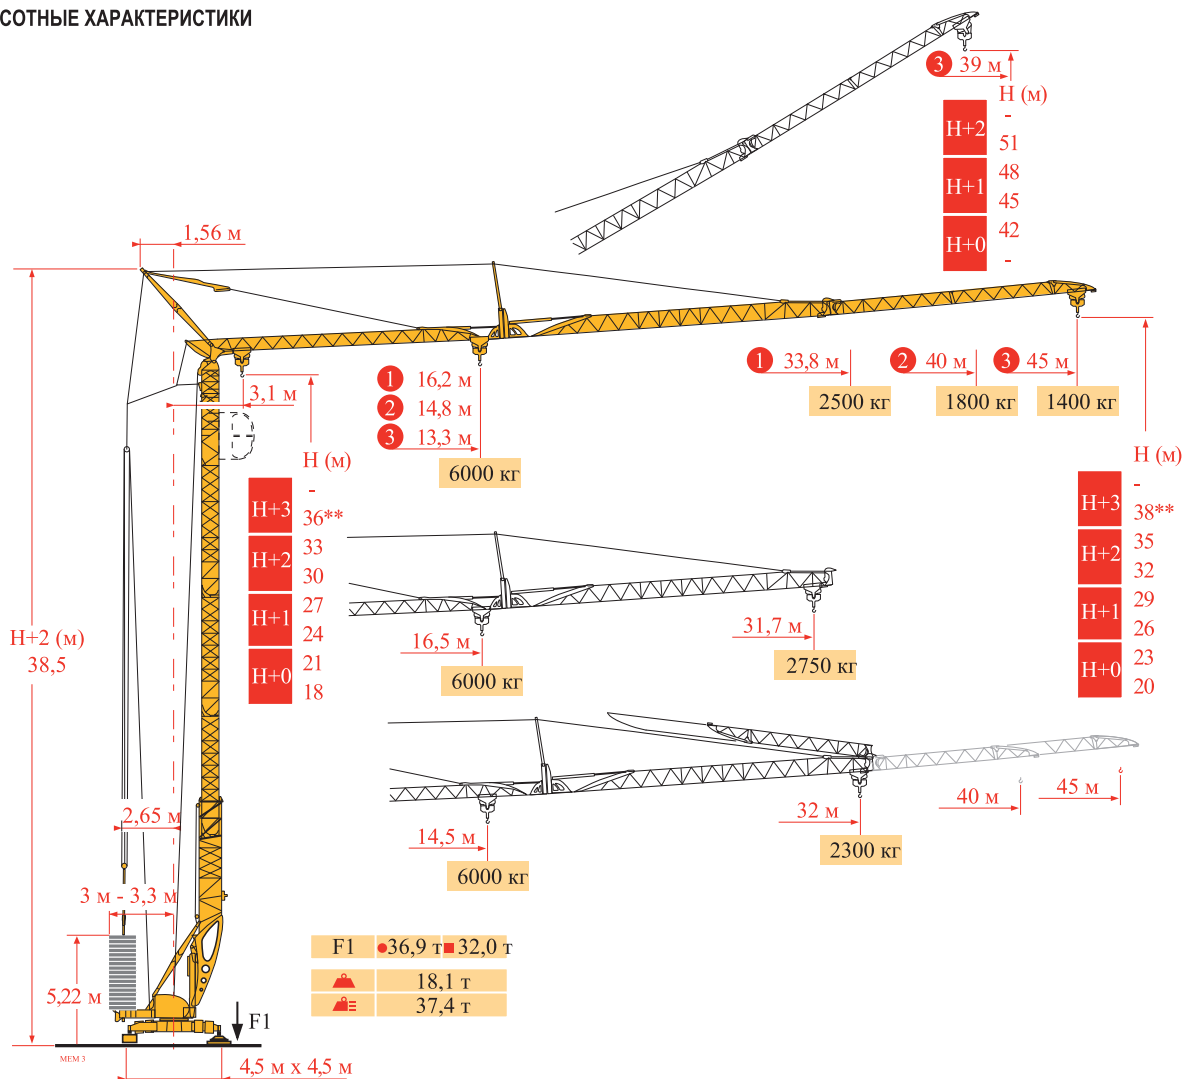 СОТНЫЕ ХАРАКТЕРИСТИКИ
3 39 м
H (м)
H+2
-
51
H+1
48
45
H+0
42
-
1,56 м
3,1 м
1 16,2 м
2 14,8 м
3 13,3 м
6000 кг
1 33,8 м
2 40 м
3 45 м
2500 кг
1800 кг
1400 кг
H (м)
H+3
-
36**
H+2
33
30
H+1
27
24
H+0
21
18
H (м)
H+3
-
38**
H+2
35
32
H+1
29
26
H+0
23
20
16,5 м
31,7 м
6000 кг
2750 кг
H+2 (м)
38,5
14,5 м
32 м
40 м
45 м
6000 кг
2300 кг
2,65 м
3 м - 3,3 м
5,22 м
F1 36,9 т 32,0 т
18,1 т
37,4 т
F1
MEM 3
4,5 м x 4,5 м